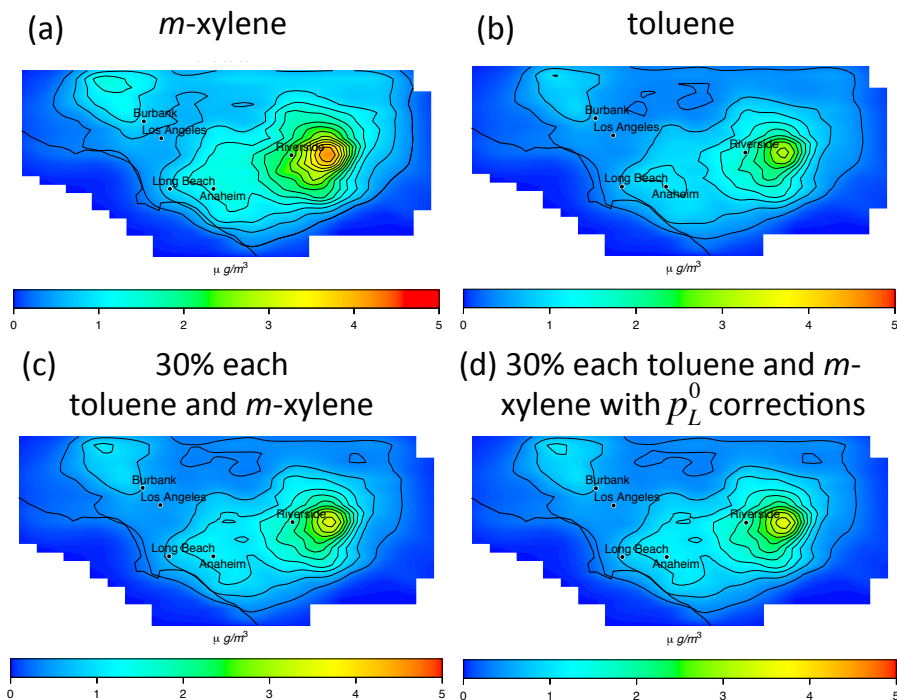 (a) m-xylene
(b) toluene
Burbank
Los Angeles
Riverside
Long Beach
Anaheim
μ g/m³
0 1 2 3 4 5
Burbank
Los Angeles
Riverside
Long Beach
Anaheim
μ g/m³
0 1 2 3 4 5
(c) 30% each
toluene and m-xylene
(d) 30% each toluene and m-
xylene with p_L^0 corrections
Burbank
Los Angeles
Riverside
Long Beach
Anaheim
μ g/m³
0 1 2 3 4 5
Burbank
Los Angeles
Riverside
Long Beach
Anaheim
μ g/m³
0 1 2 3 4 5